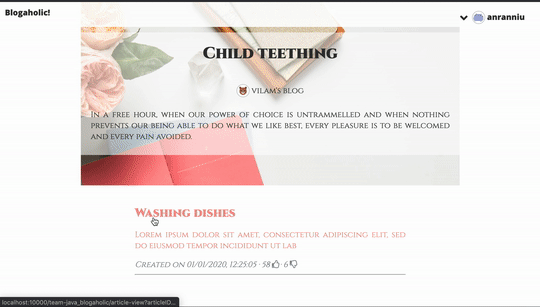 Blogaholic!
anranniu
Child teething
vilam's blog
In a free hour, when our power of choice is untrammelled and when nothing
prevents our being able to do what we like best, every pleasure is to be welcomed
and every pain avoided.
Washing dishes
Lorem ipsum dolor sit amet, consectetur adipiscing elit, sed
do eiusmod tempor incididunt ut lab
Created on 01/01/2020, 12:25:05 · 58 · 6
localhost:10000/team-java_blogaholic/article-view?articleID...